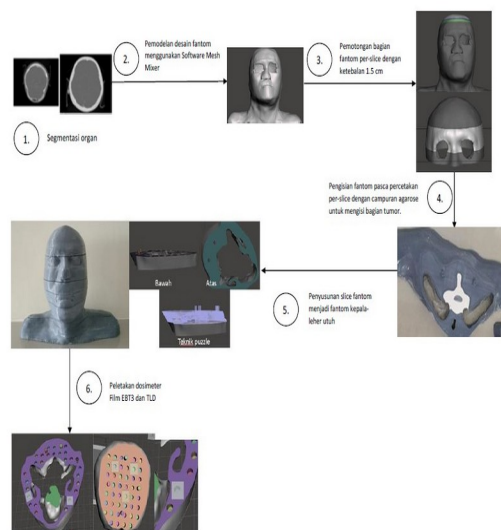 1.
Segmentasi organ
2.
Pemodelan desain fantom
menggunakan Software Mesh
Mixer
3.
Pemotongan bagian
fantom per-slice dengan
ketebalan 1.5 cm
Pengisian fantom pasca percetakan
per-slice dengan campuran agarose
untuk mengisi bagian tumor.
4.
Bawah
Atas
Teknik puzzle
5.
Penyusunan slice fantom
menjadi fantom kepala-
leher utuh
6.
Peletakan dosimeter
Film EBT3 dan TLD